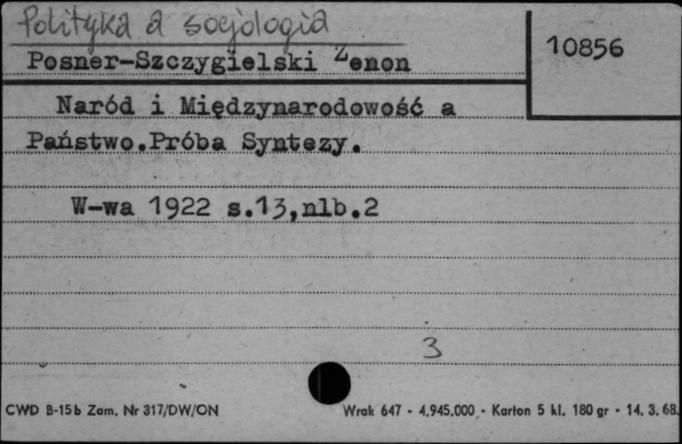 Polityka a socjologia
Posner-Szczygielski Zenon
10856
Naród i Międzynarodowość a
Państwo.Próba Syntezy.
W-wa 1922 s.13,nlb.2
3
CWD B-15b Zam. Nr 317/DW/ON
Wrak 647 - 4.945.000 - Karton 5 kl. 180 gr - 14. 3. 68.